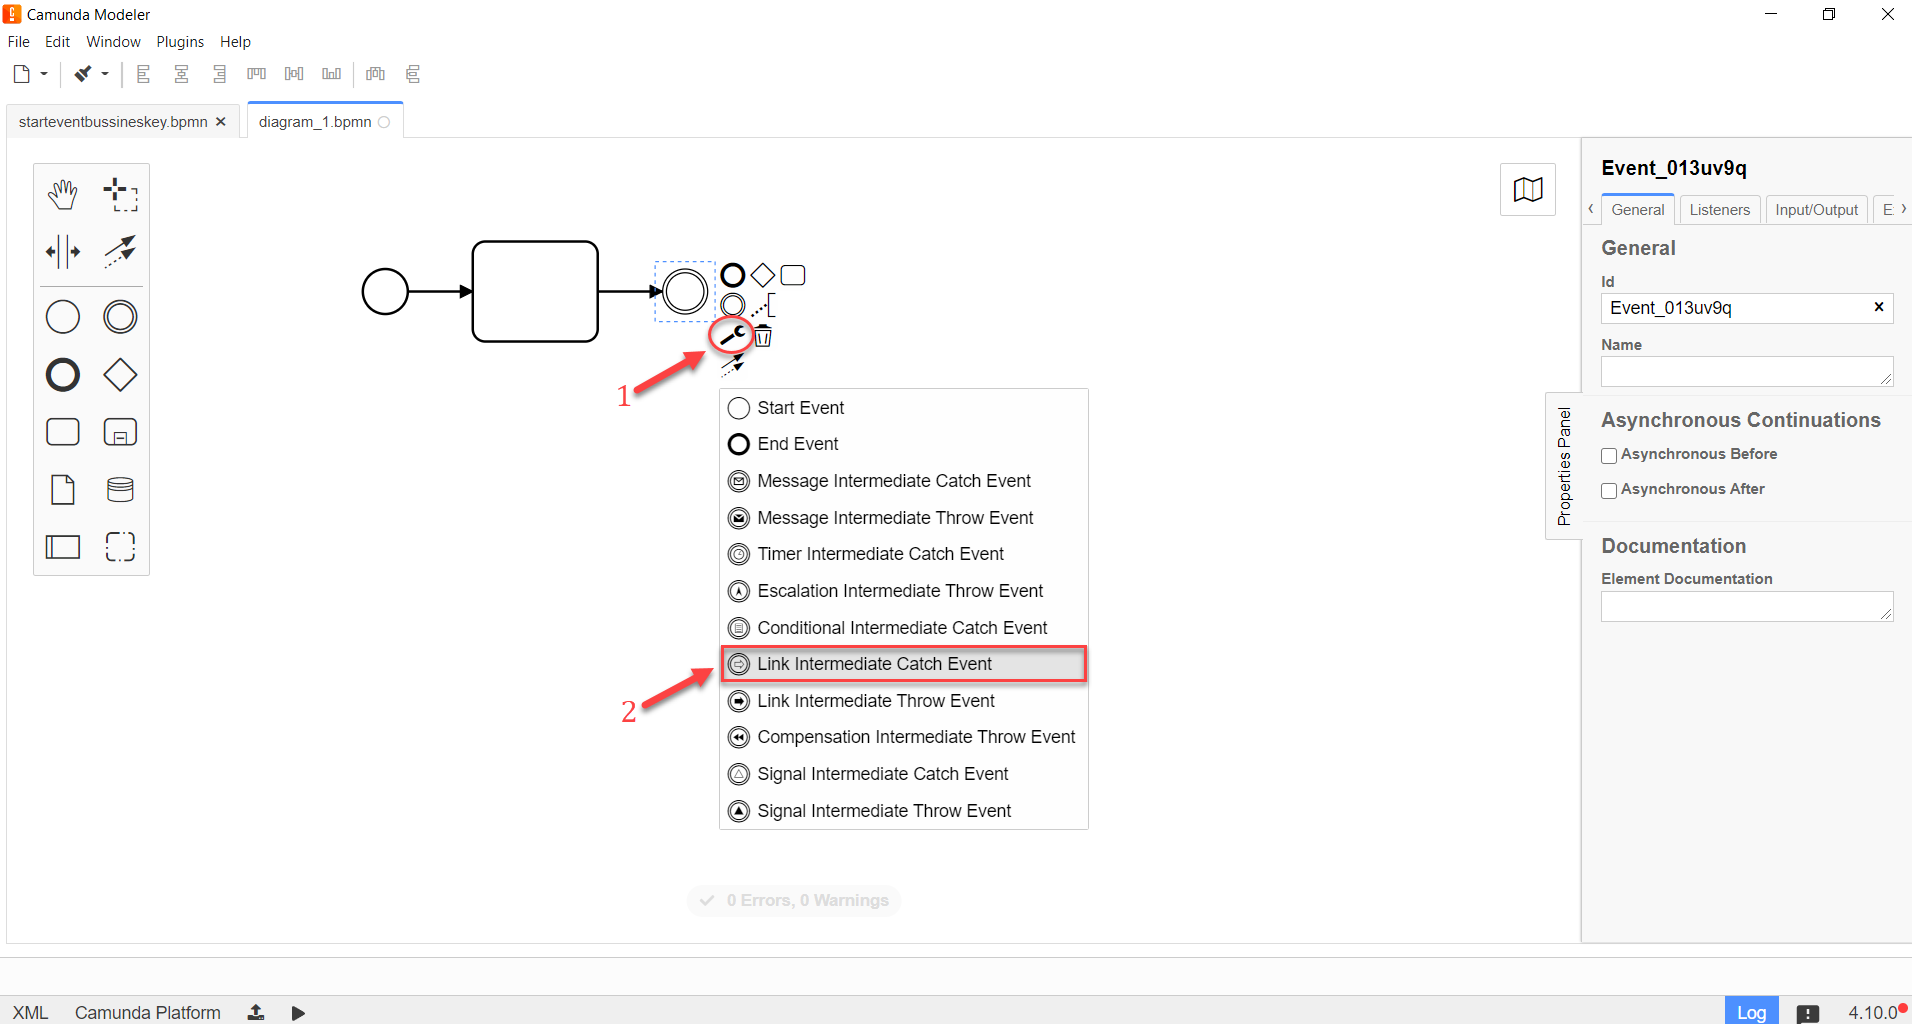 Camunda Modeler
File Edit Window Plugins Help
starteventbussineskey.bpmn
diagram_1.bpmn
1
Start Event
End Event
Message Intermediate Catch Event
Message Intermediate Throw Event
Timer Intermediate Catch Event
Escalation Intermediate Throw Event
Conditional Intermediate Catch Event
Link Intermediate Catch Event
2
Link Intermediate Throw Event
Compensation Intermediate Throw Event
Signal Intermediate Catch Event
Signal Intermediate Throw Event
0 Errors, 0 Warnings
Properties Panel
Event_013uv9q
General Listeners Input/Output E
General
Id
Event_013uv9q
Name
Asynchronous Continuations
Asynchronous Before
Asynchronous After
Documentation
Element Documentation
XML Camunda Platform
Log 4.10.0